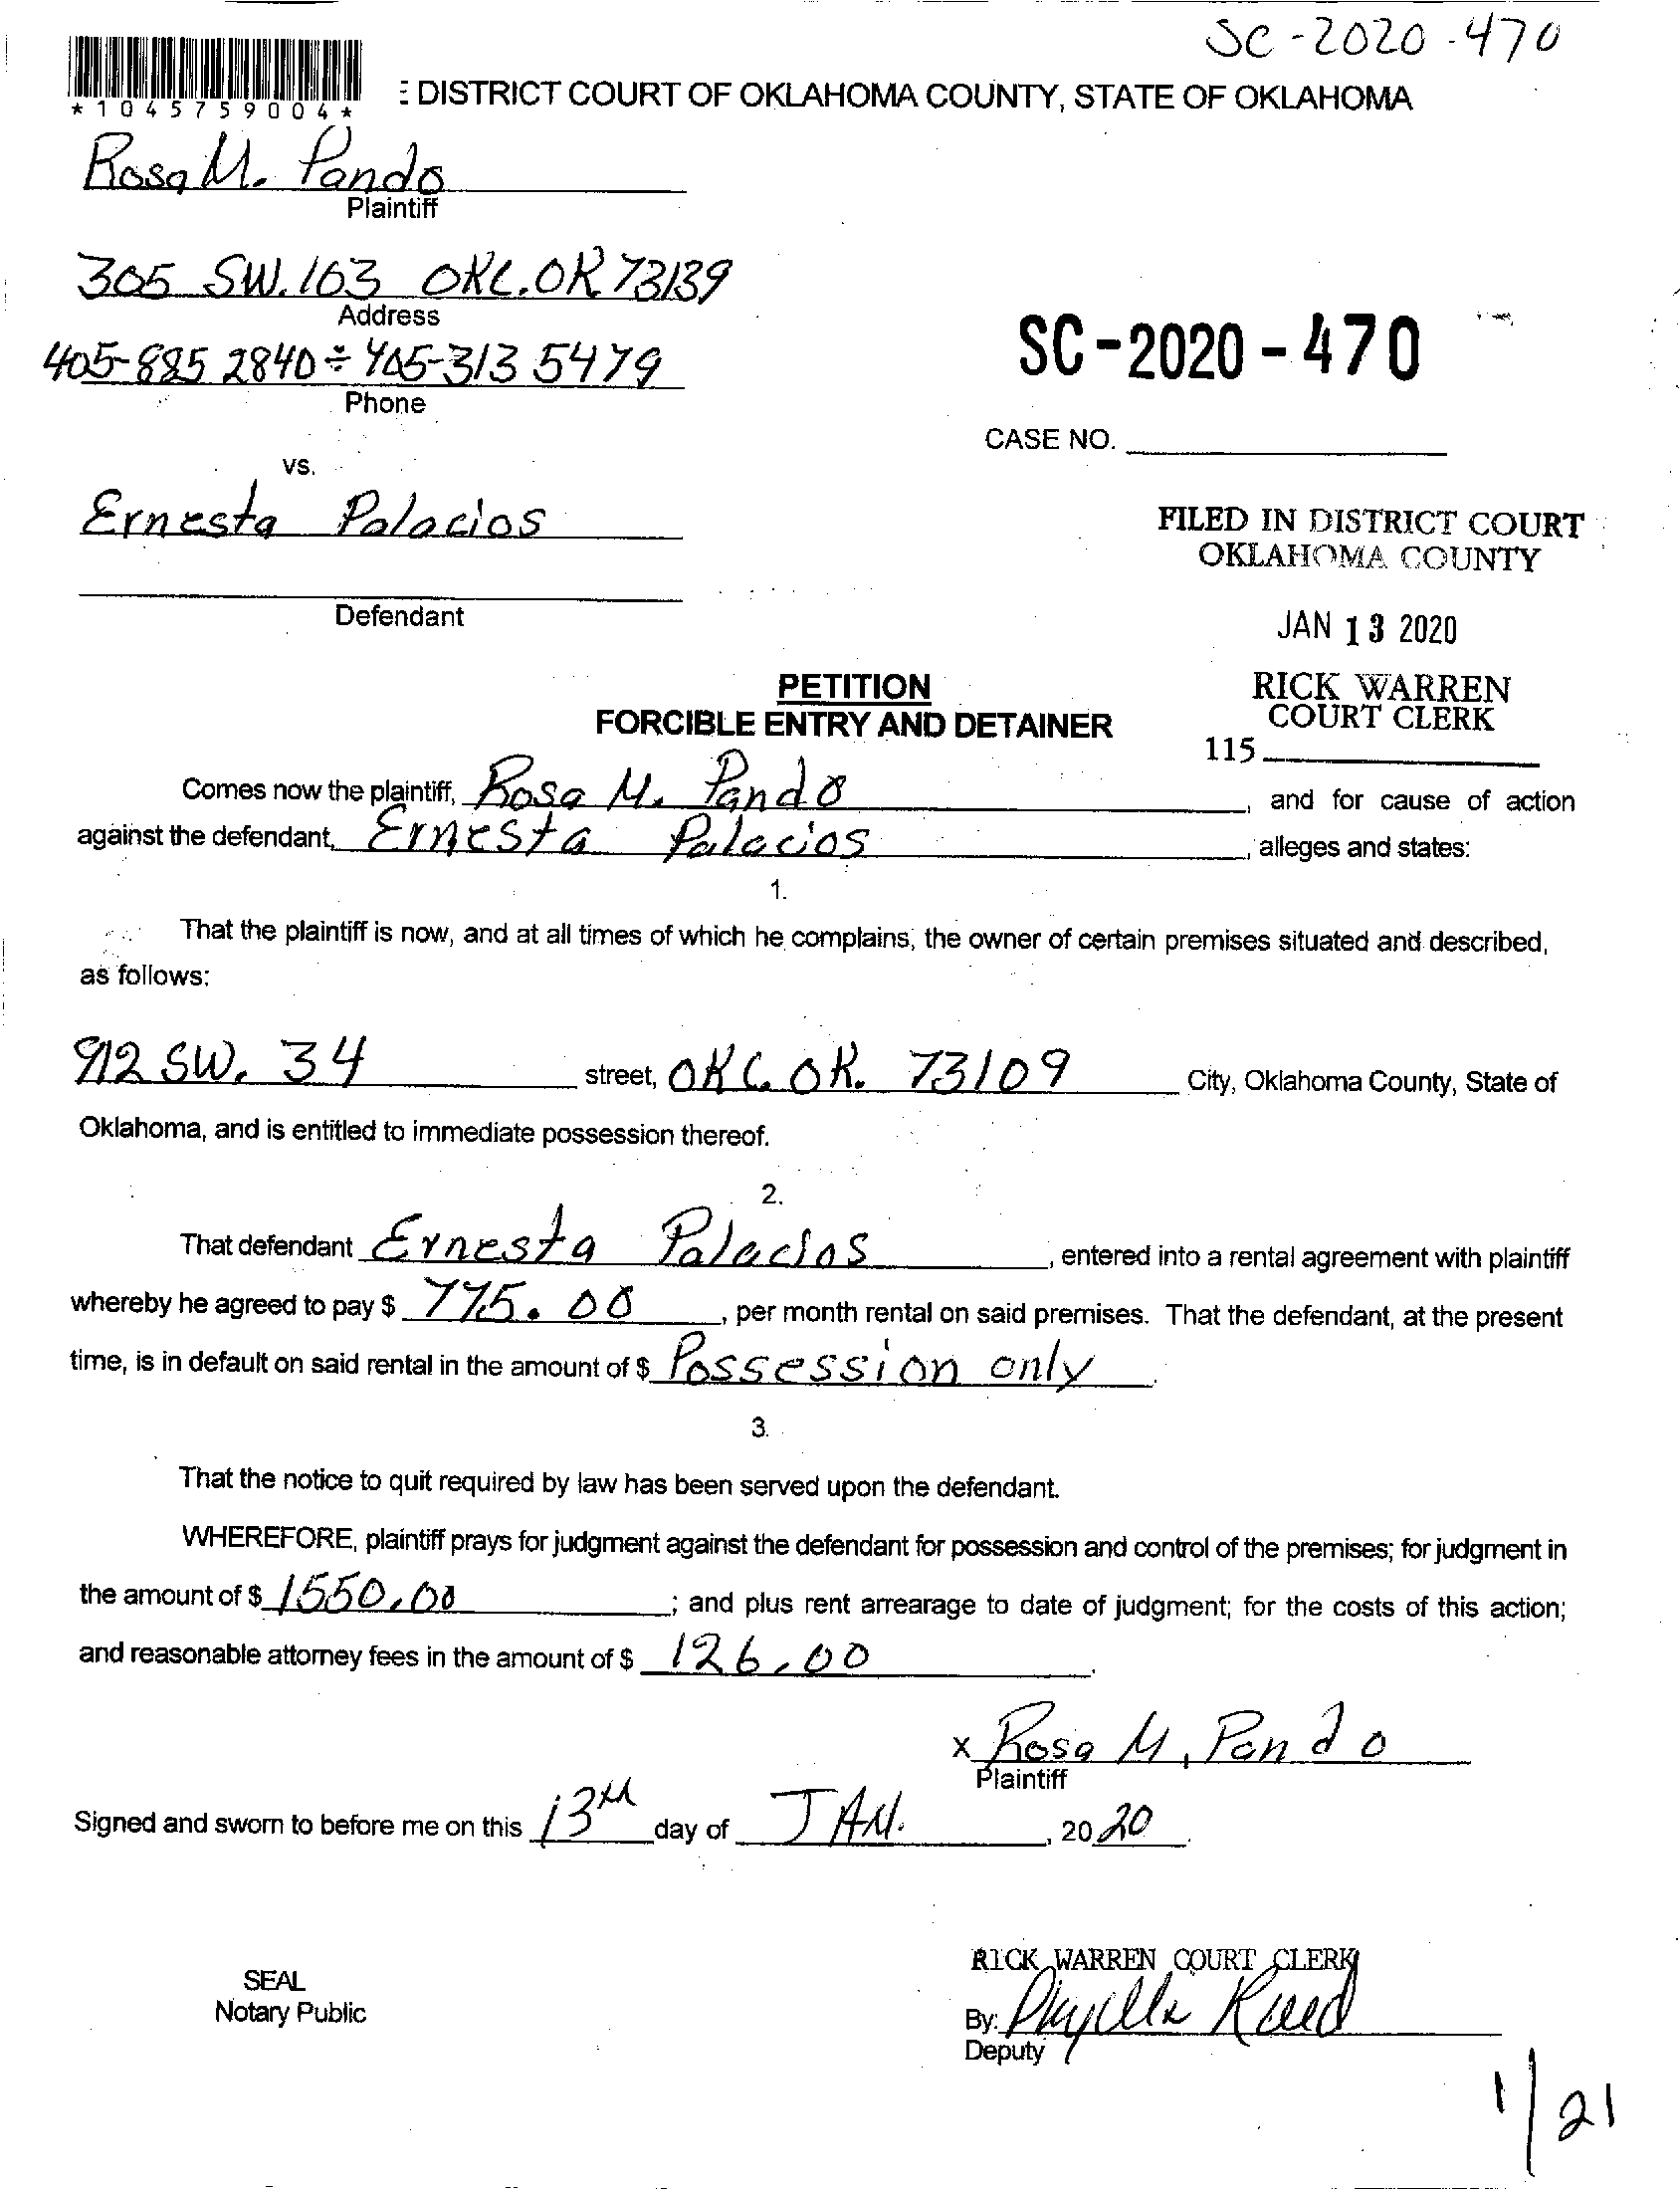 SC-2020-470
*1045759004*
DISTRICT COURT OF OKLAHOMA COUNTY, STATE OF OKLAHOMA
Rosa M. Pando
Plaintiff
305 SW. 163 OKC. OK 73139
Address
405-885 2840 ÷ 405-313 5479
Phone
SC-2020-470
CASE NO.
vs.
Ernesta Palacios
Defendant
FILED IN DISTRICT COURT
OKLAHOMA COUNTY
JAN 13 2020
RICK WARREN
COURT CLERK
115
PETITION
FORCIBLE ENTRY AND DETAINER
Comes now the plaintiff, Rosa M. Pando, and for cause of action
against the defendant, Ernesta Palacios, alleges and states:
1.
That the plaintiff is now, and at all times of which he complains, the owner of certain premises situated and described,
as follows:
912 SW. 34 street, OKC. OK. 73109 City, Oklahoma County, State of
Oklahoma, and is entitled to immediate possession thereof.
2.
That defendant Ernesta Palacios, entered into a rental agreement with plaintiff
whereby he agreed to pay $ 775.00, per month rental on said premises. That the defendant, at the present
time, is in default on said rental in the amount of $ Possession only.
3.
That the notice to quit required by law has been served upon the defendant.
WHEREFORE, plaintiff prays for judgment against the defendant for possession and control of the premises; for judgment in
the amount of $ 1550.00; and plus rent arrearage to date of judgment; for the costs of this action;
and reasonable attorney fees in the amount of $ 126.00.
x Rosa M. Pando
Plaintiff
Signed and sworn to before me on this 13th day of JAN., 2020.
SEAL
Notary Public
RICK WARREN COURT CLERK
By:
Deputy
1/21